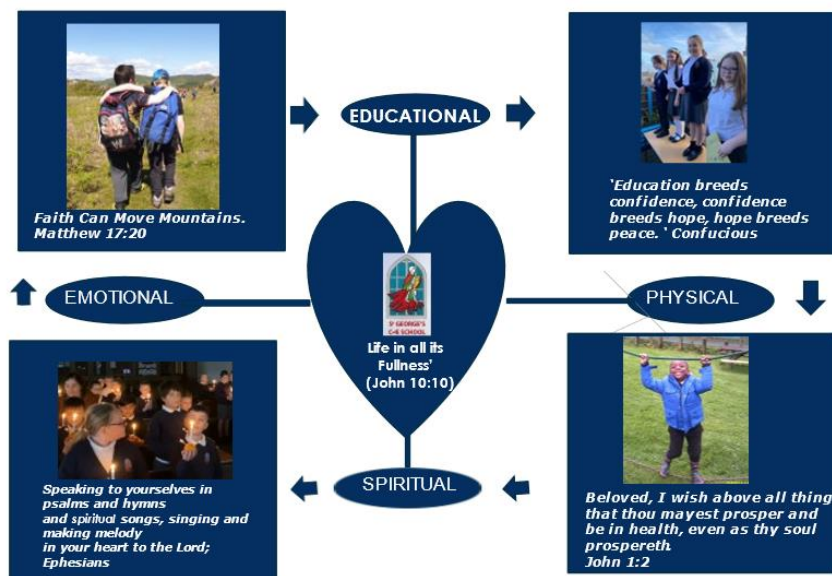 EDUCATIONAL
Faith Can Move Mountains.
Matthew 17:20
'Education breeds
confidence, confidence
breeds hope, hope breeds
peace. ' Confucious
EMOTIONAL
PHYSICAL
ST GEORGE'S
C•E SCHOOL
Life in all its
Fullness'
(John 10:10)
Speaking to yourselves in
psalms and hymns
and spiritual songs, singing and
making melody
in your heart to the Lord;
Ephesians
SPIRITUAL
Beloved, I wish above all thing
that thou mayest prosper and
be in health, even as thy soul
prospereth.
John 1:2